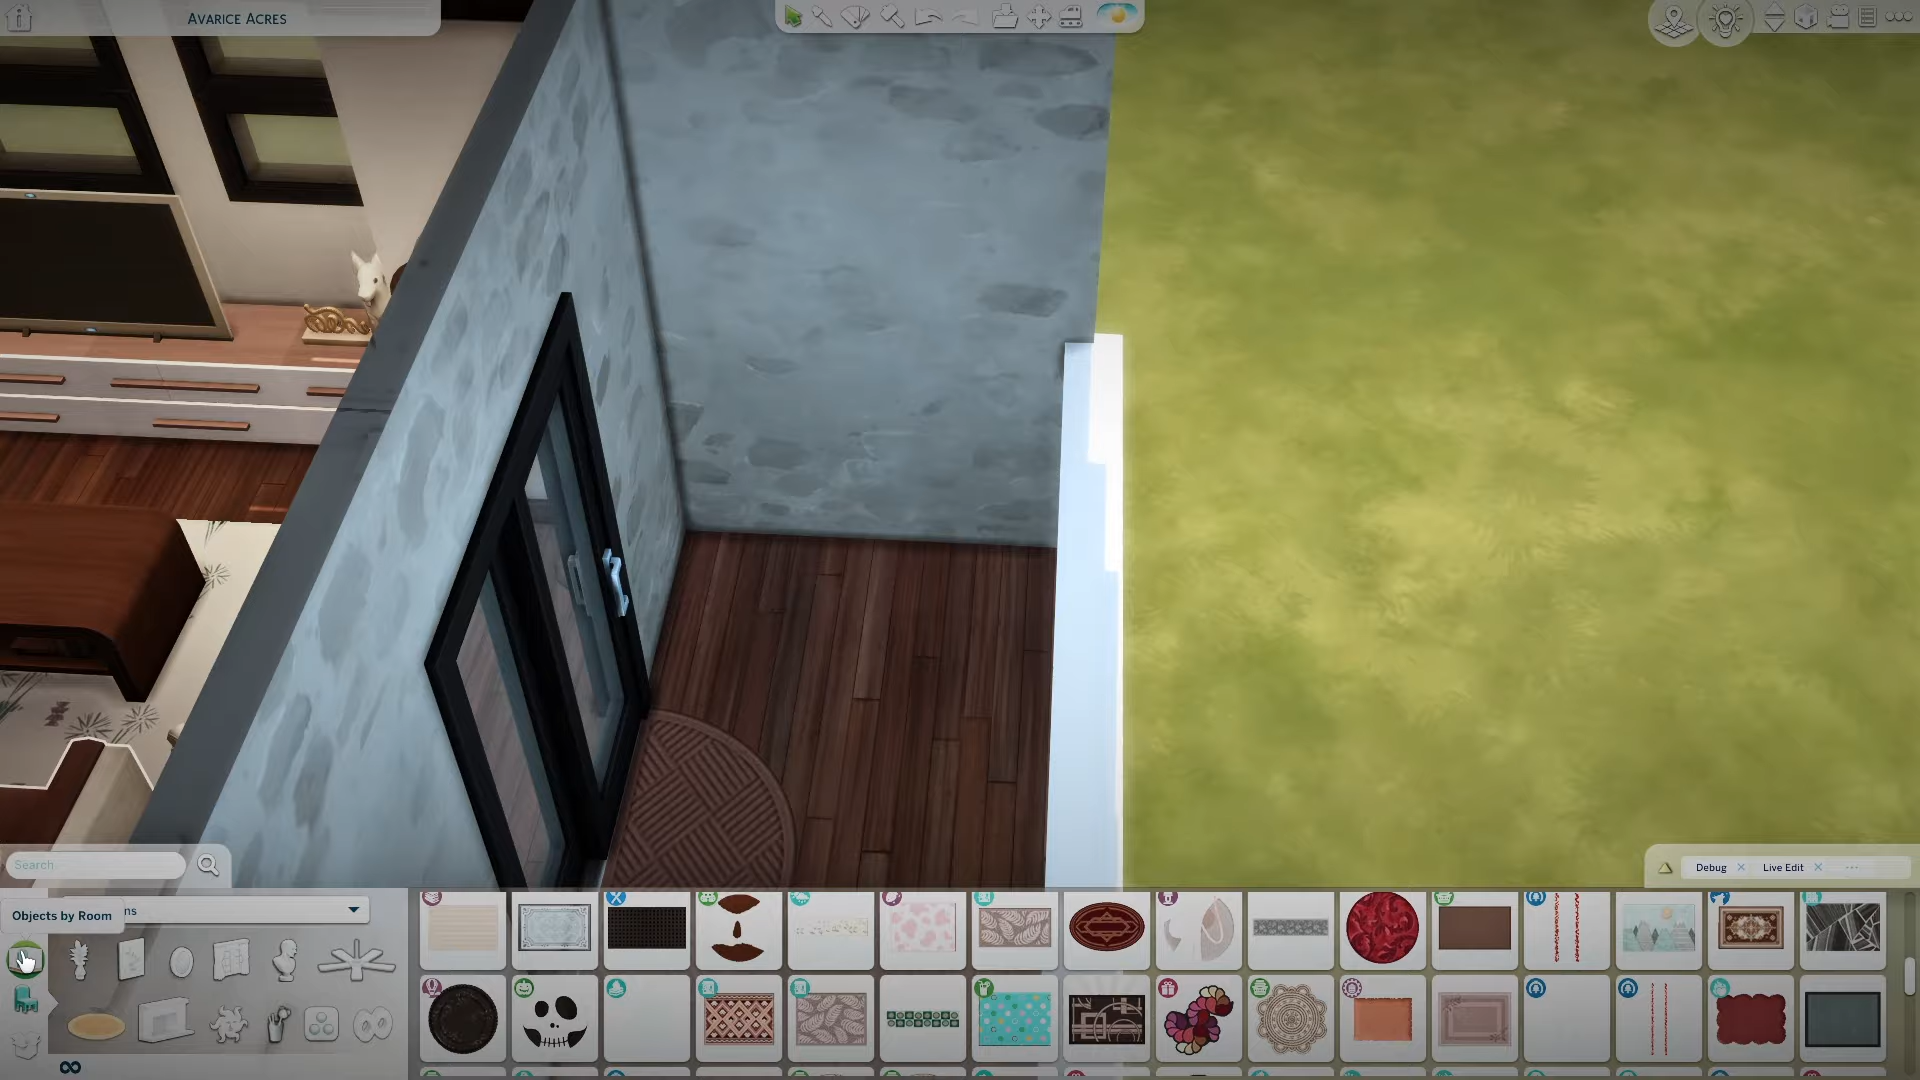 AVARICE ACRES
Search
Debug
Live Edit
Objects by Room
ns